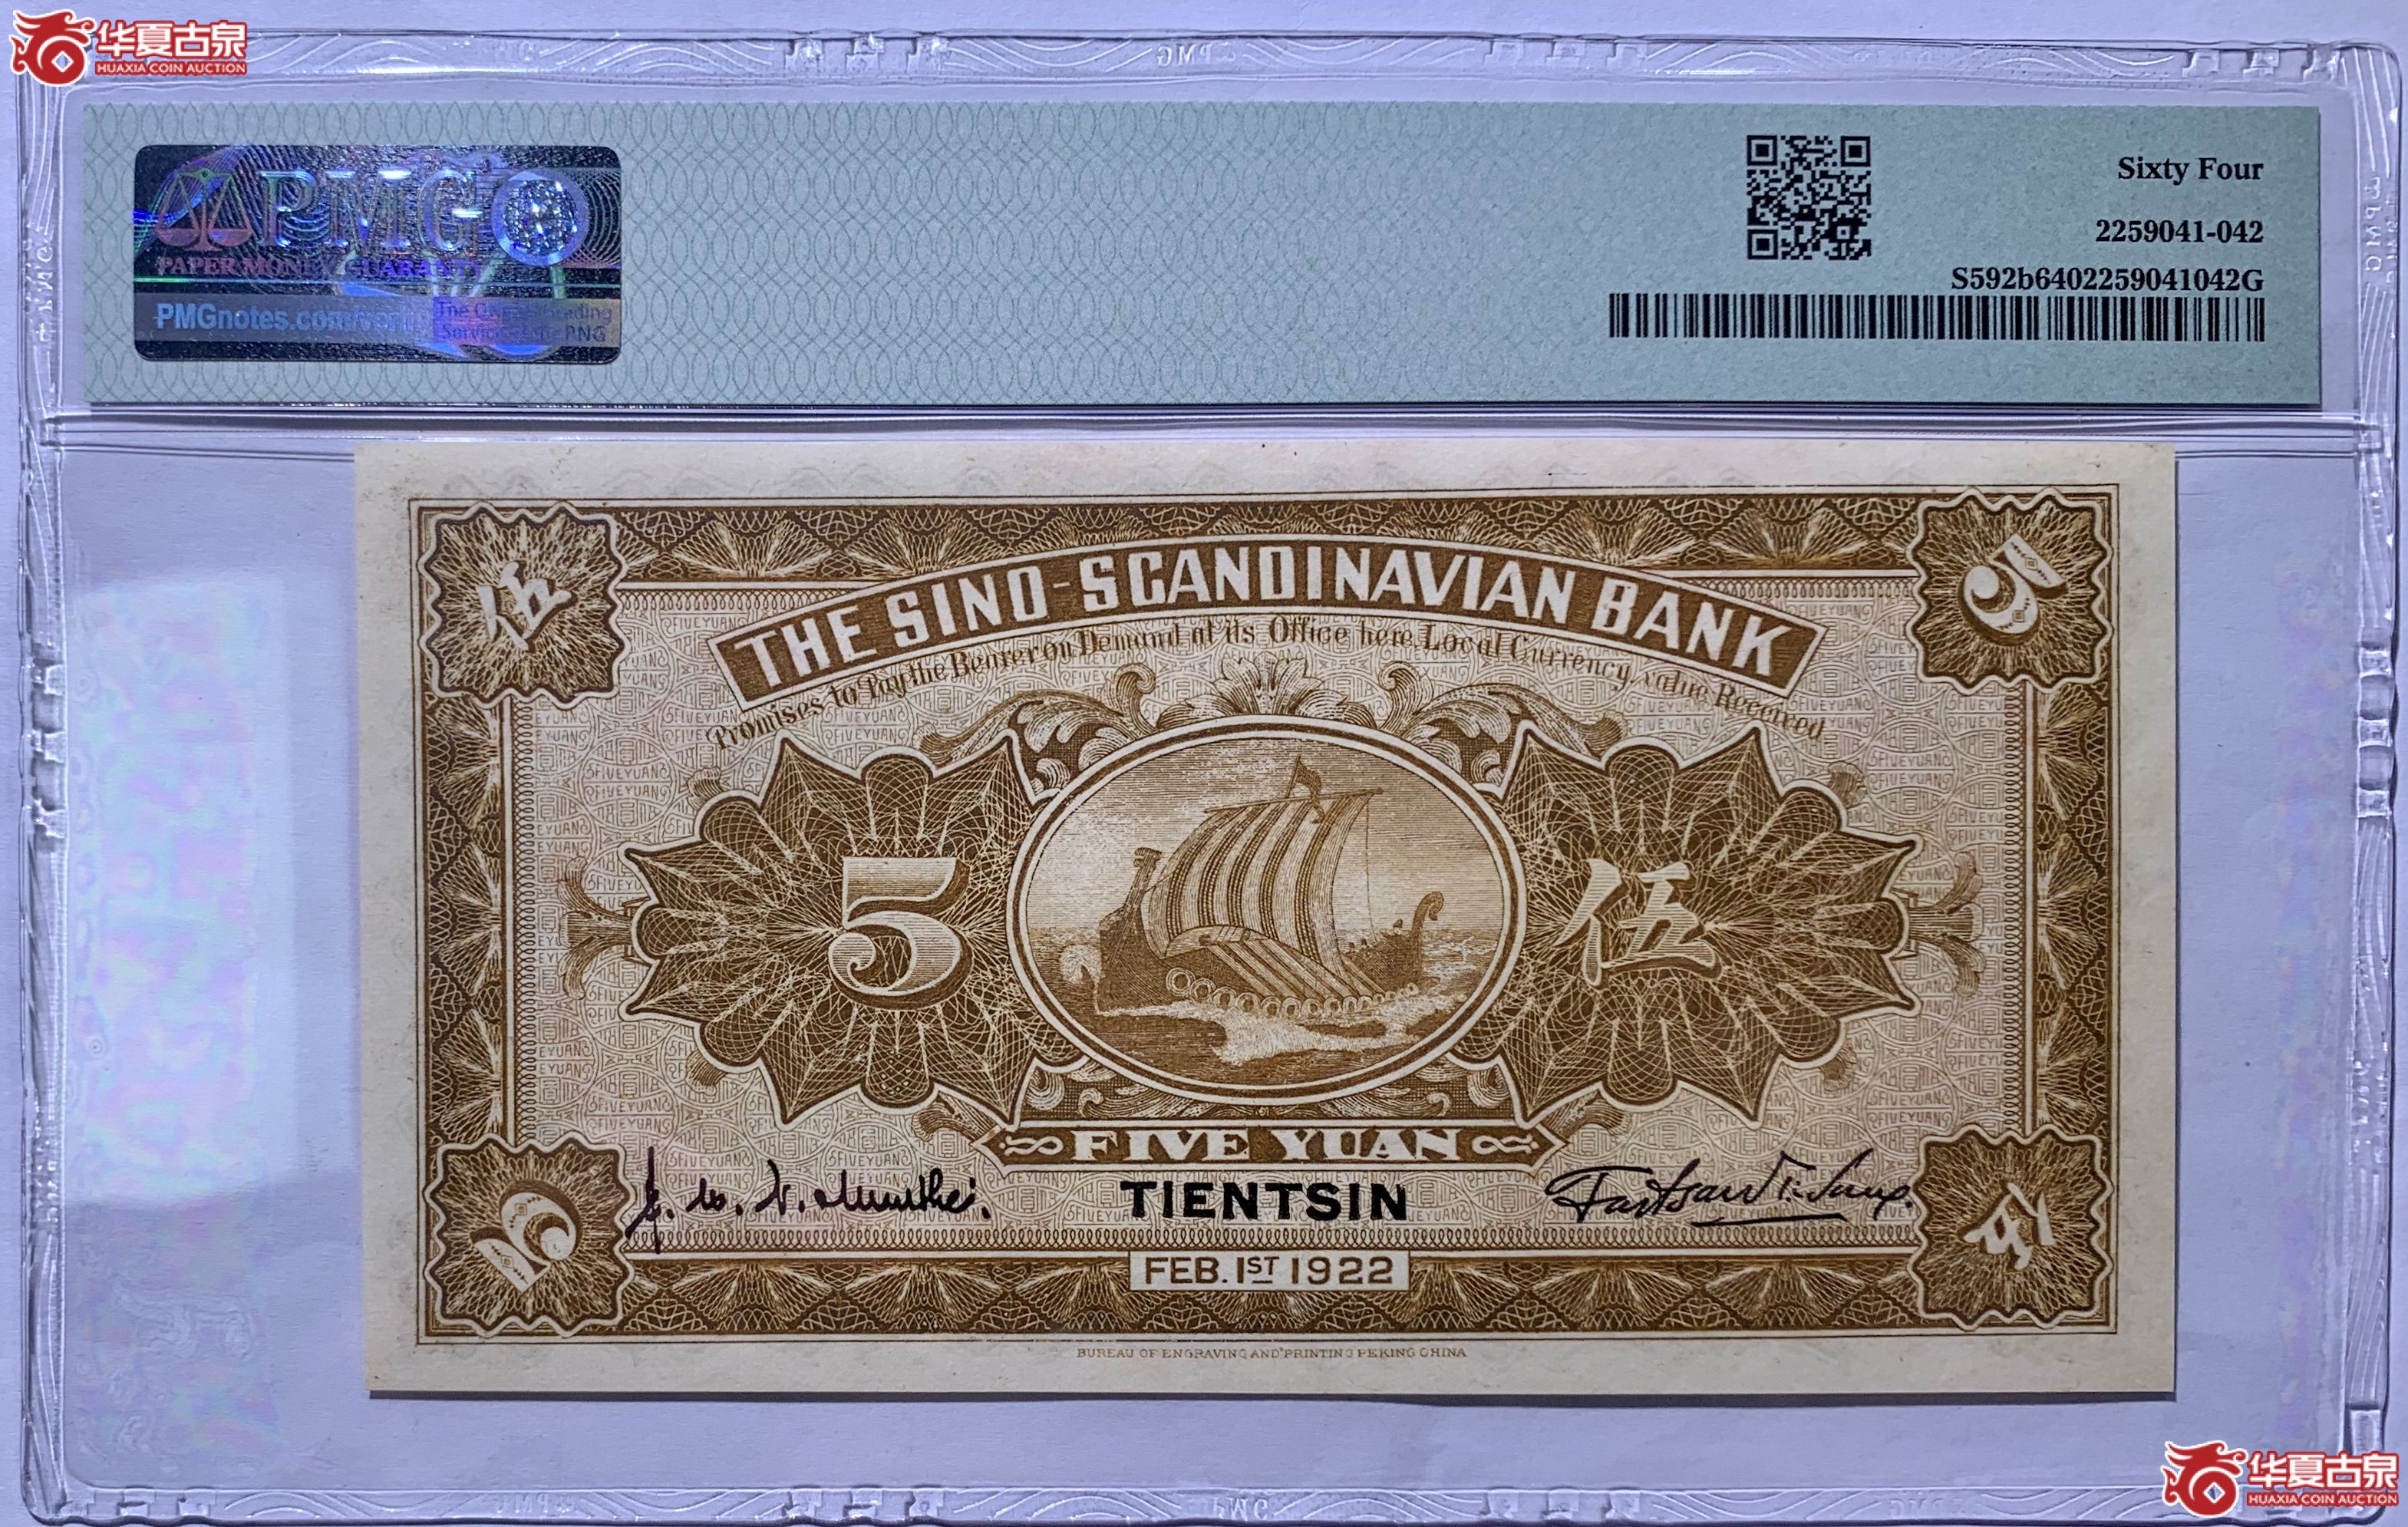 华夏古泉
HUAXIA COIN AUCTION
PMG
PAPER MONEY GUARANTY
PMGnotes.com
Sixty Four
2259041-042
S592b6402259041042G
伍
5
THE SINO-SCANDINAVIAN BANK
Promises to Pay the Bearer on Demand at its Office here Local Currency value Received
5
伍
FIVE YUAN
TIENTSIN
FEB. 1ST 1922
5
伍
BUREAU OF ENGRAVING AND PRINTING PEKING CHINA
华夏古泉
HUAXIA COIN AUCTION